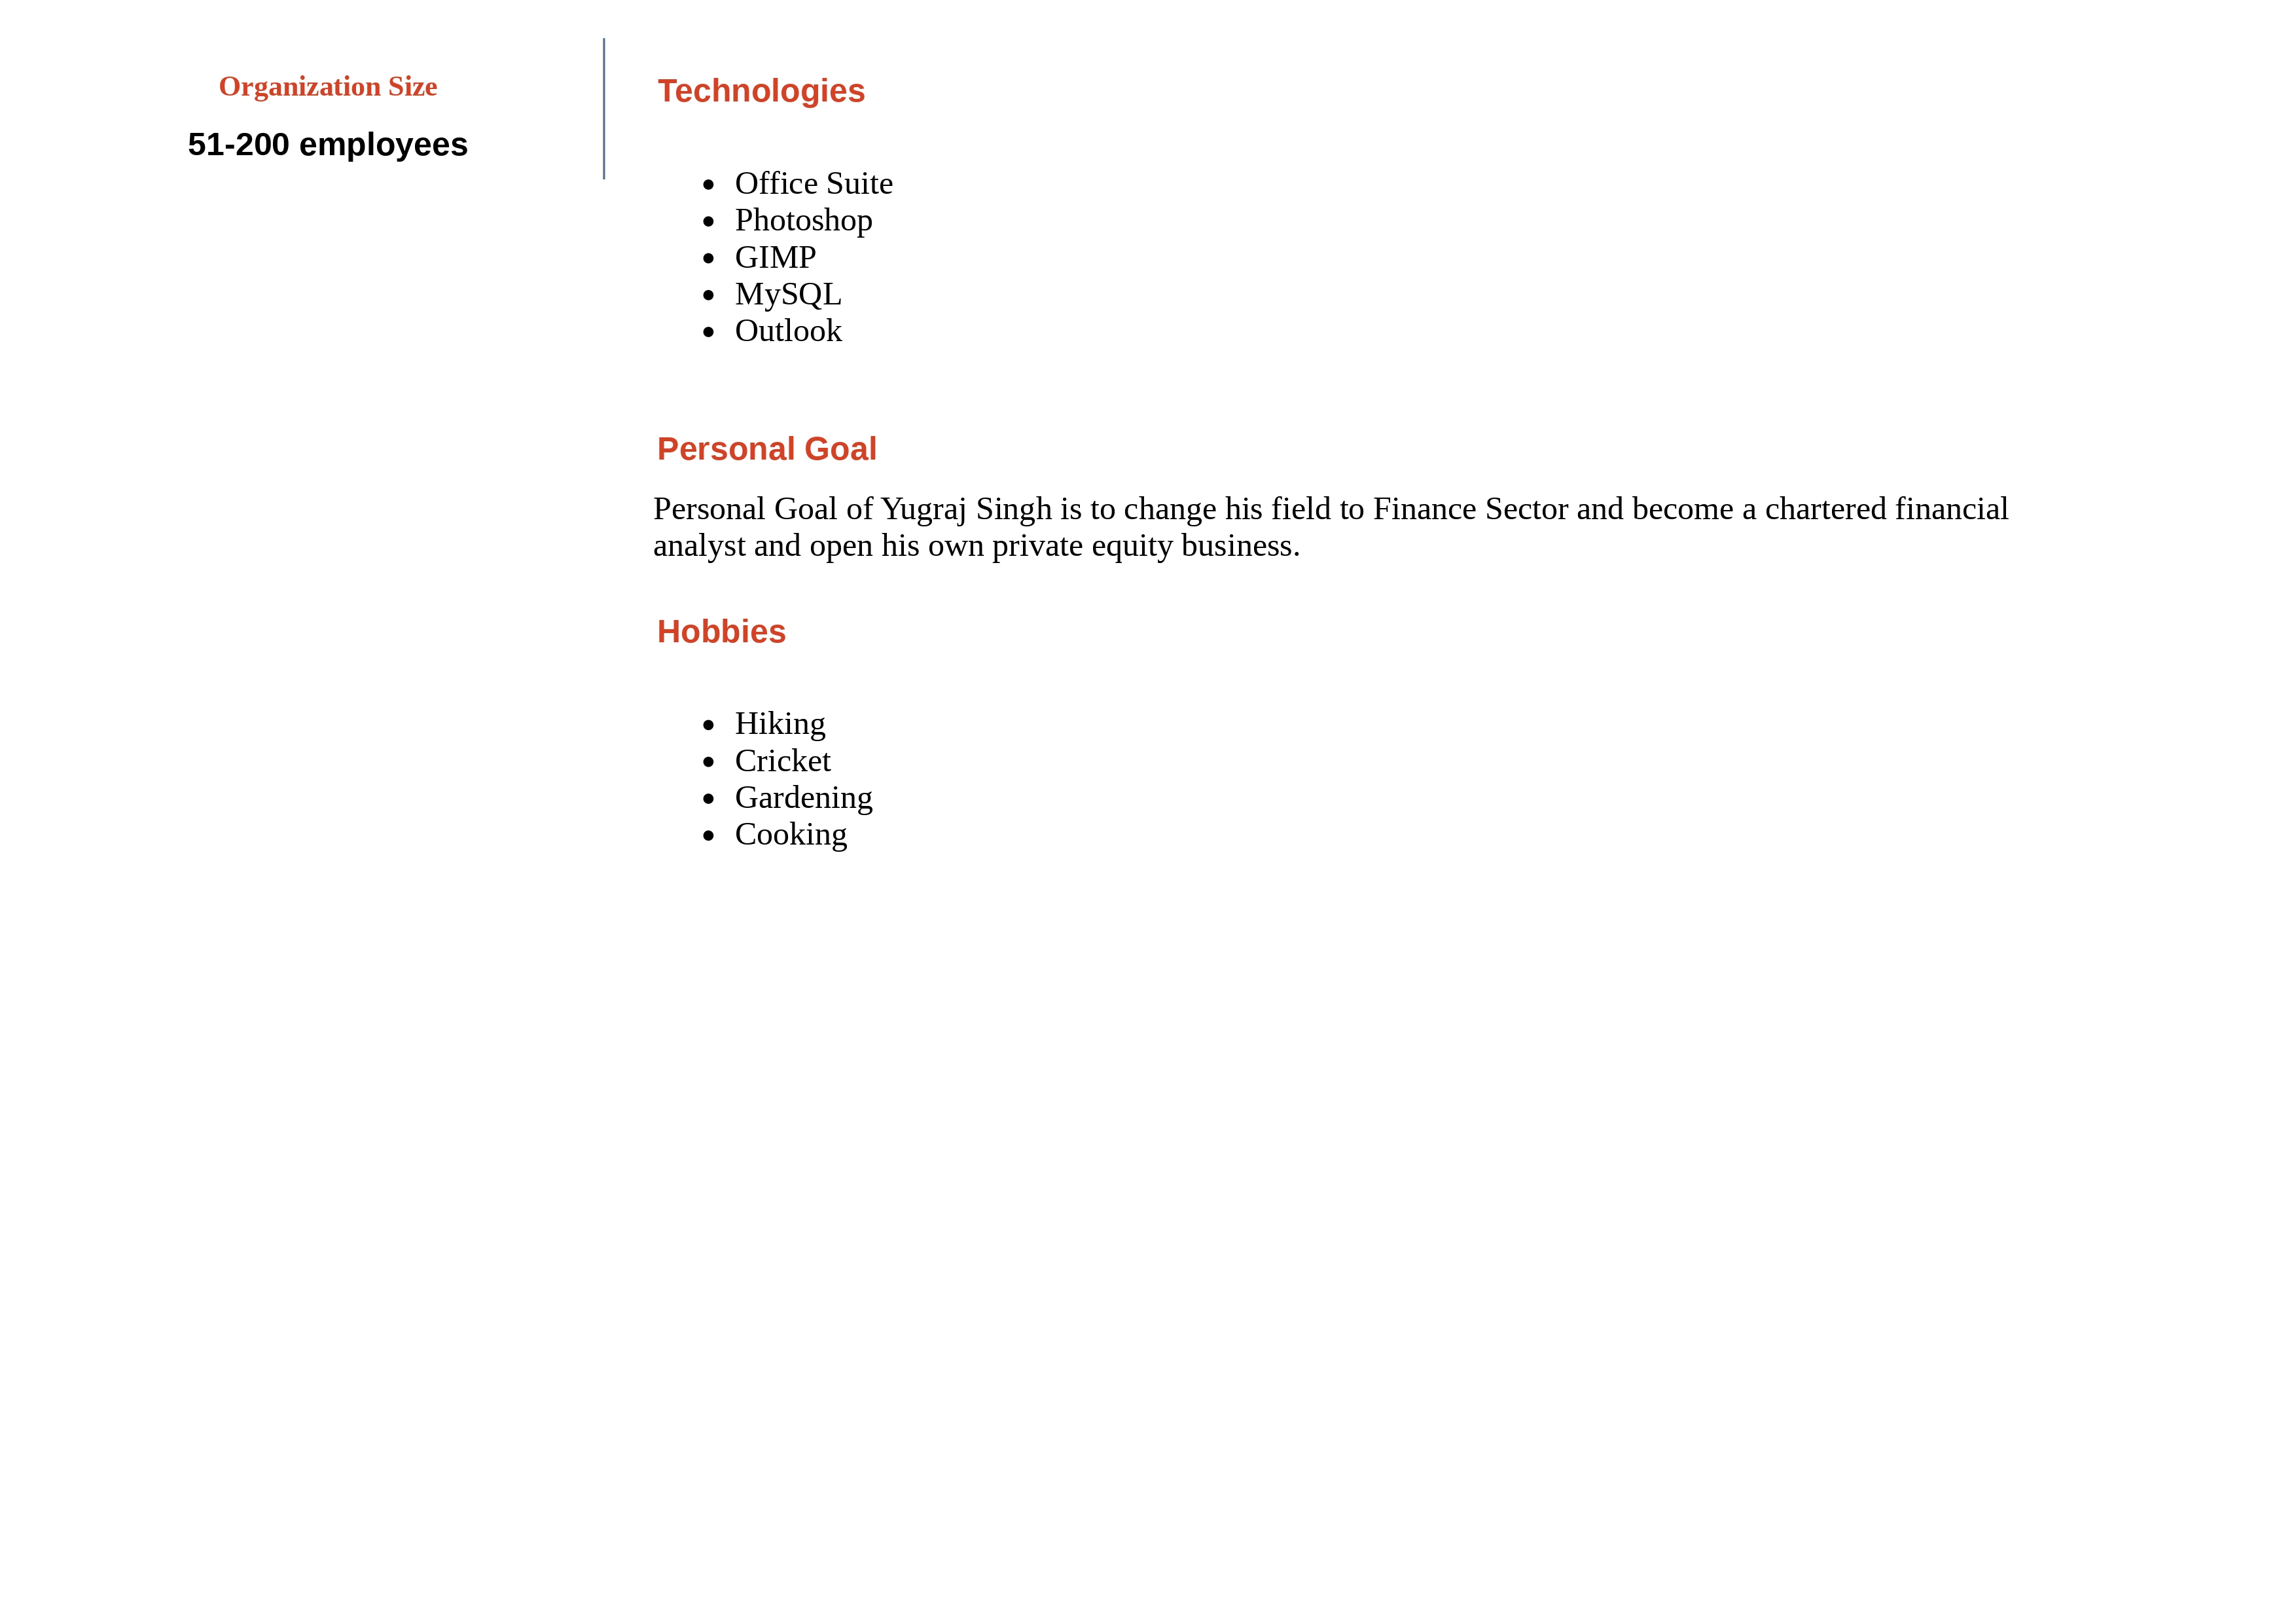 Organization Size
51-200 employees
Technologies
• Office Suite
• Photoshop
• GIMP
• MySQL
• Outlook
Personal Goal
Personal Goal of Yugraj Singh is to change his field to Finance Sector and become a chartered financial
analyst and open his own private equity business.
Hobbies
• Hiking
• Cricket
• Gardening
• Cooking